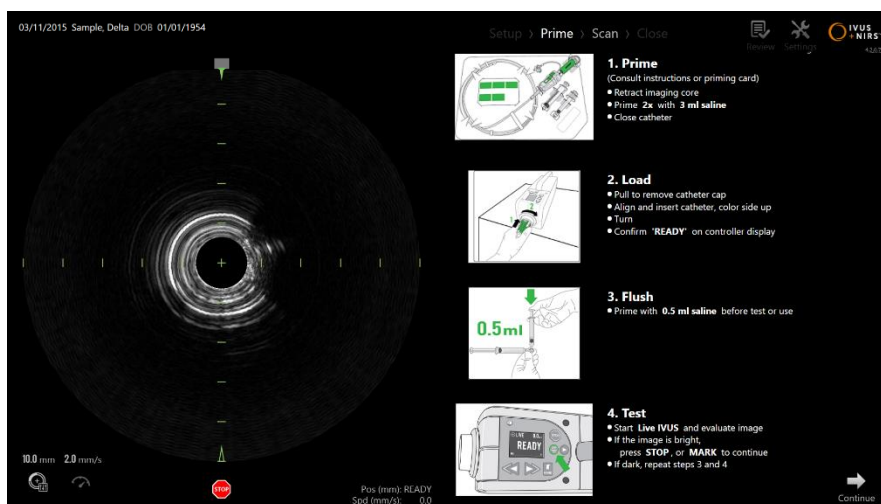 03/11/2015 Sample, Delta DOB 01/01/1954
Setup › Prime › Scan › Close
Review
Settings
IVUS
+NIRS
1. Prime
(Consult instructions or priming card)
• Retract imaging core
• Prime 2x with 3 ml saline
• Close catheter
2. Load
• Pull to remove catheter cap
• Align and insert catheter, color side up
• Turn
• Confirm 'READY' on controller display
1
2
3. Flush
• Prime with 0.5 ml saline before test or use
0.5ml
4. Test
• Start Live IVUS and evaluate image
• If the image is bright,
press STOP, or MARK to continue
• If dark, repeat steps 3 and 4
LIVE
READY
10.0 mm 2.0 mm/s
STOP
Pos (mm): READY
Spd (mm/s): 0.0
Continue